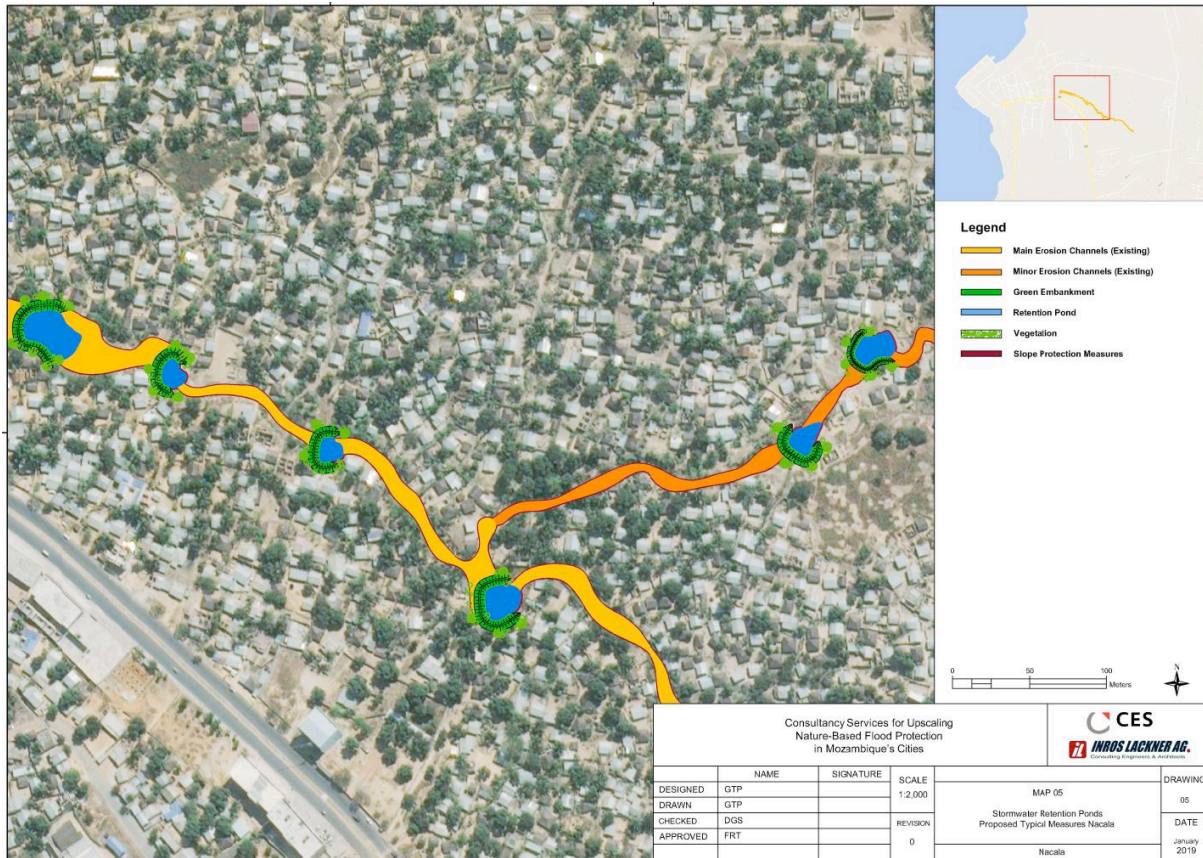 Legend
Main Erosion Channels (Existing)
Minor Erosion Channels (Existing)
Green Embankment
Retention Pond
Vegetation
Slope Protection Measures
0 50 100
Meters
N
Consultancy Services for Upscaling
Nature-Based Flood Protection
in Mozambique's Cities
CES
INROS LACKNER AG.
Consulting Engineers & Architects
NAME SIGNATURE
DESIGNED GTP
DRAWN GTP
CHECKED DGS
APPROVED FRT
SCALE
1:2,000
REVISION
0
MAP 05
Stormwater Retention Ponds
Proposed Typical Measures Nacala
Nacala
DRAWING
05
DATE
January
2019